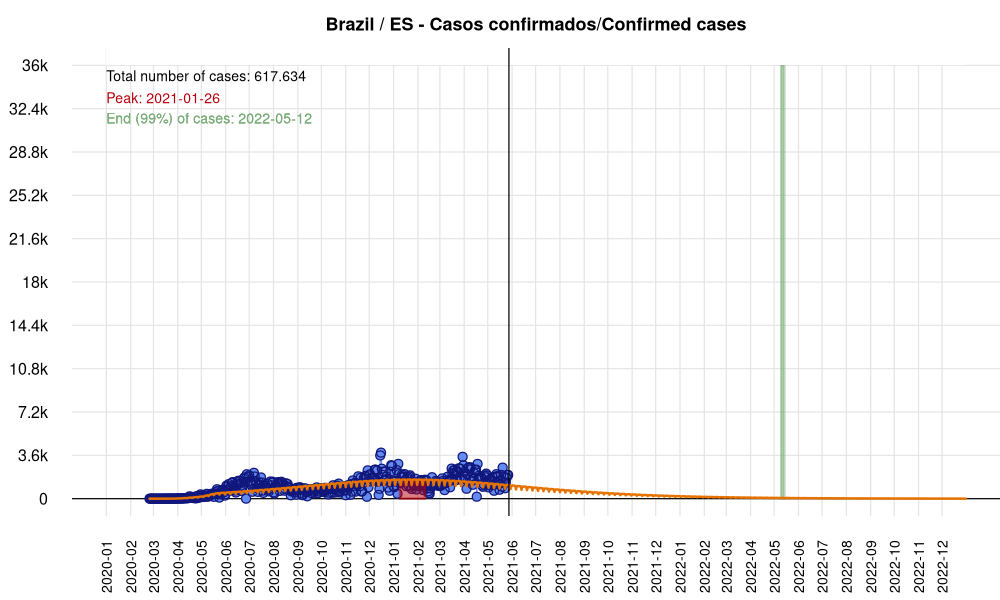 Brazil / ES - Casos confirmados/Confirmed cases
Total number of cases: 617.634
Peak: 2021-01-26
End (99%) of cases: 2022-05-12
36k
32.4k
28.8k
25.2k
21.6k
18k
14.4k
10.8k
7.2k
3.6k
0
2020-01
2020-02
2020-03
2020-04
2020-05
2020-06
2020-07
2020-08
2020-09
2020-10
2020-11
2020-12
2021-01
2021-02
2021-03
2021-04
2021-05
2021-06
2021-07
2021-08
2021-09
2021-10
2021-11
2021-12
2022-01
2022-02
2022-03
2022-04
2022-05
2022-06
2022-07
2022-08
2022-09
2022-10
2022-11
2022-12